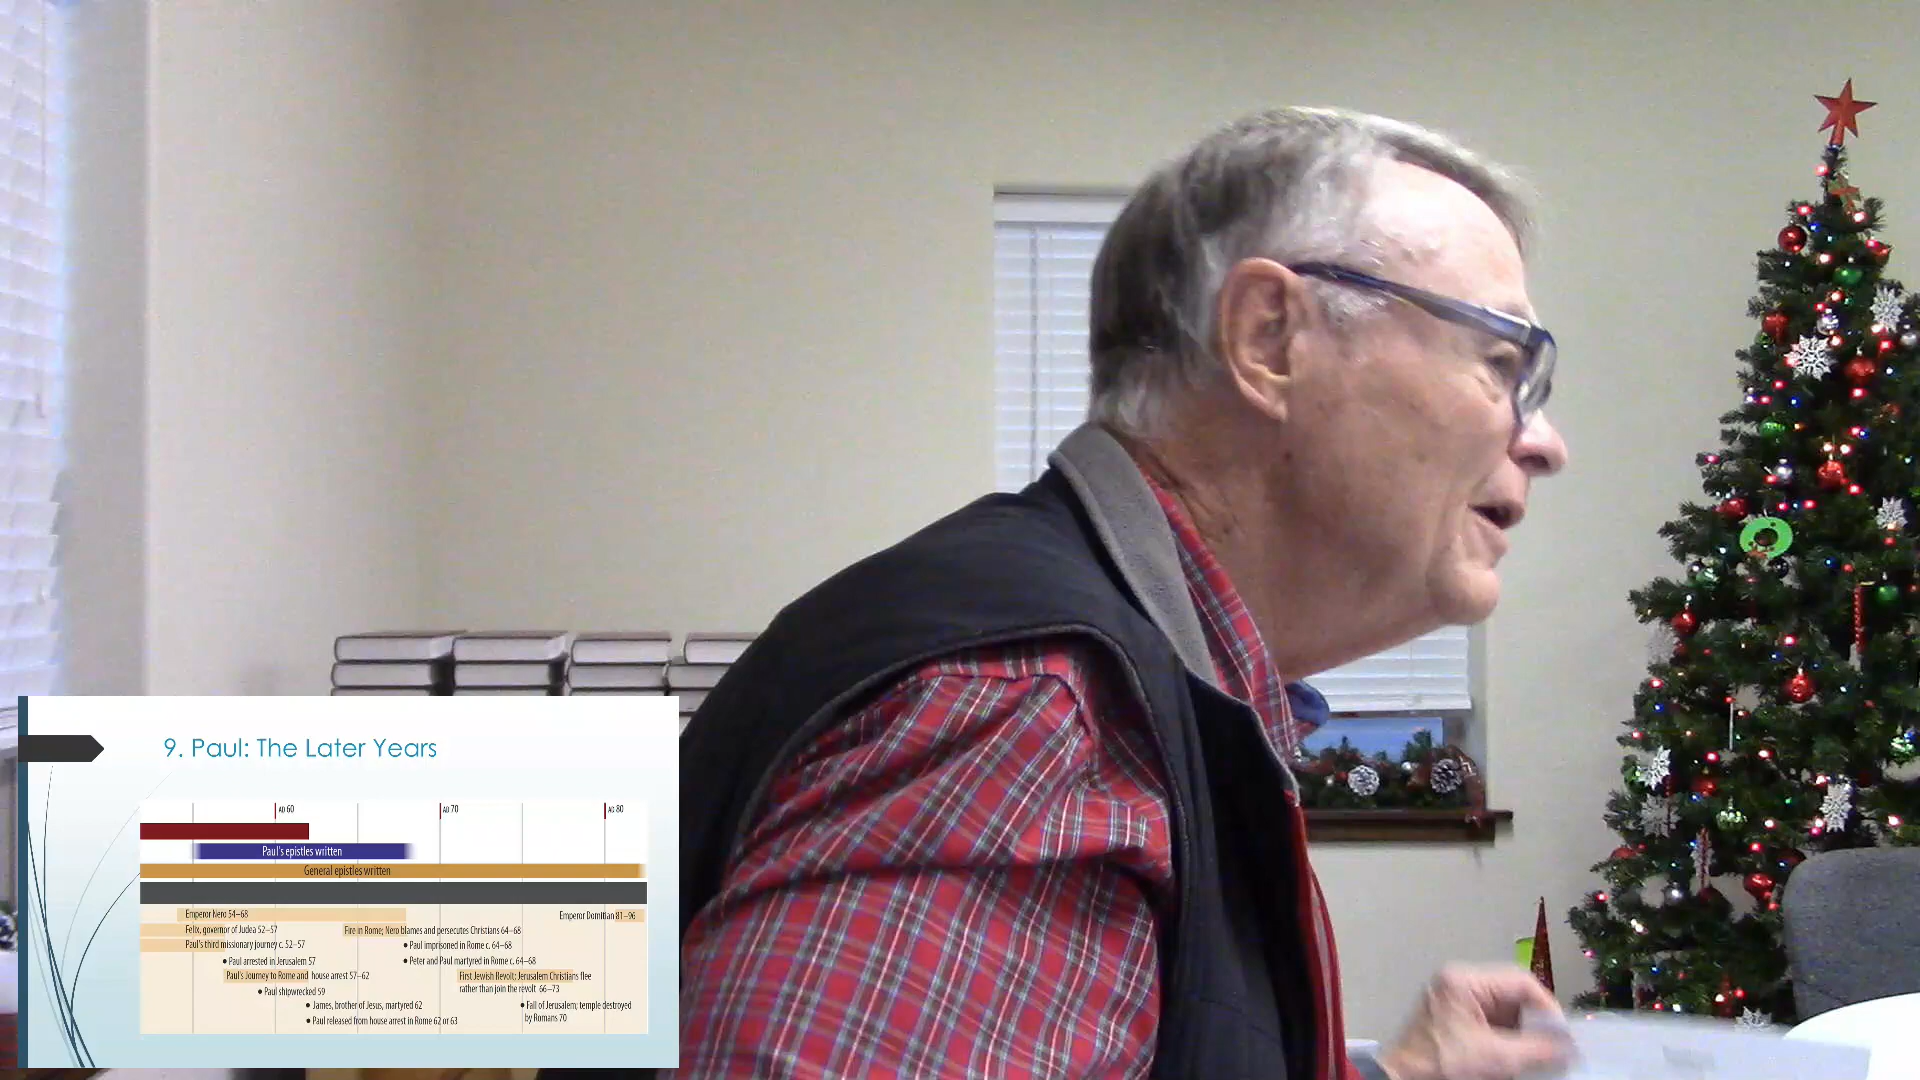 9. Paul: The Later Years
AD 60
AD 70
AD 80
Paul's epistles written
General epistles written
Emperor Nero 54–68
Emperor Domitian 81–96
Felix, governor of Judea 52–57
Fire in Rome; Nero blames and persecutes Christians 64–68
Paul's third missionary journey c. 52–57
• Paul imprisoned in Rome c. 64–68
• Paul arrested in Jerusalem 57
• Peter and Paul martyred in Rome c. 64–68
Paul's Journey to Rome and house arrest 57–62
First Jewish Revolt; Jerusalem Christians flee
rather than join the revolt 66–73
• Paul shipwrecked 59
• James, brother of Jesus, martyred 62
• Fall of Jerusalem; temple destroyed
by Romans 70
• Paul released from house arrest in Rome 62 or 63